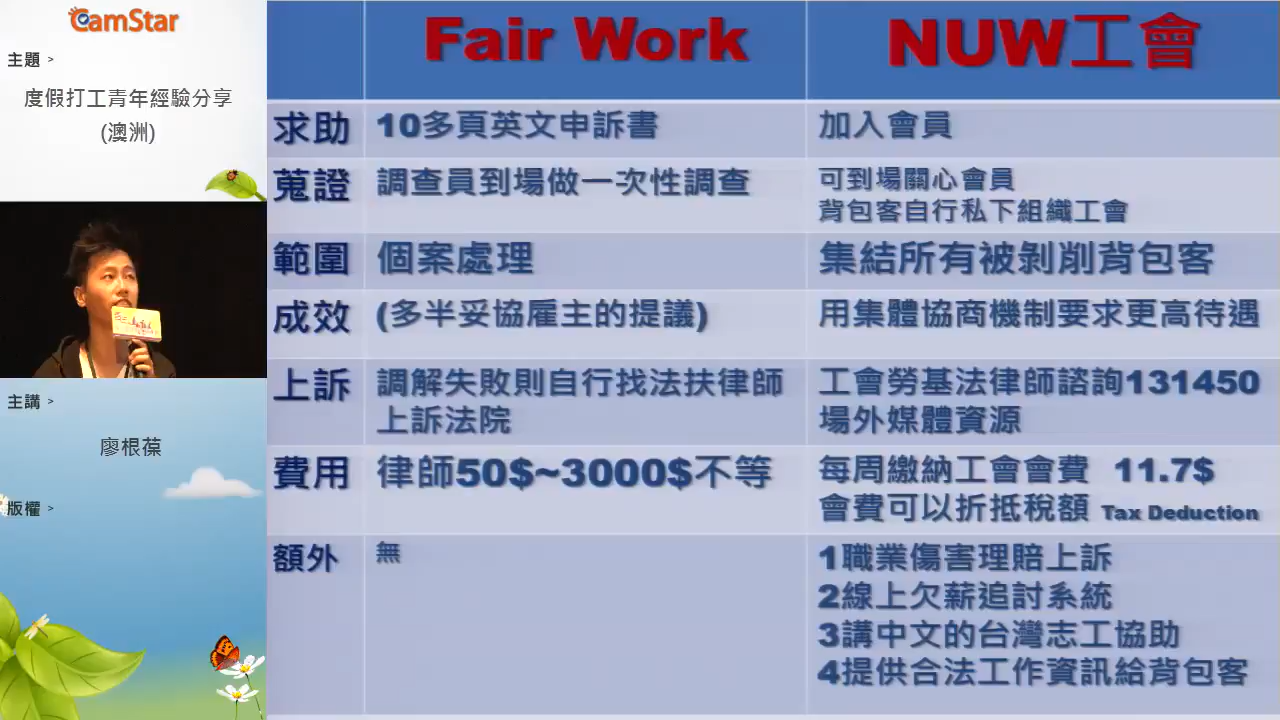 CamStar
主題 >
度假打工青年經驗分享
(澳洲)
主講 >
廖根葆
版權 >
Fair Work NUW工會
求助 10多頁英文申訴書 加入會員
蒐證 調查員到場做一次性調查 可到場關心會員
背包客自行私下組織工會
範圍 個案處理 集結所有被剝削背包客
成效 (多半妥協雇主的提議) 用集體協商機制要求更高待遇
上訴 調解失敗則自行找法扶律師 工會勞基法律師諮詢131450
上訴法院 場外媒體資源
費用 律師50$~3000$不等 每周繳納工會會費 11.7$
會費可以折抵稅額 Tax Deduction
額外 無 1職業傷害理賠上訴
2線上欠薪追討系統
3講中文的台灣志工協助
4提供合法工作資訊給背包客